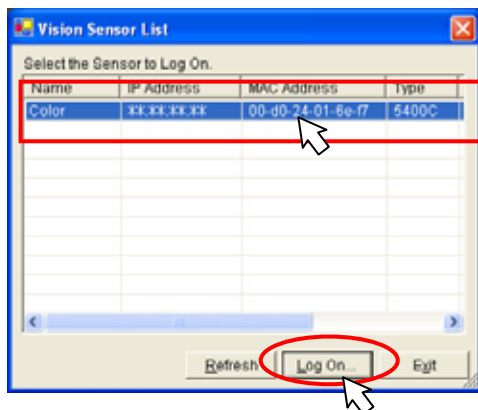 Vision Sensor List
Select the Sensor to Log On.
Name IP Address MAC Address Type
Color **.**.**.** 00-d0-24-01-6e-f7 5400C
Refresh Log On... Exit